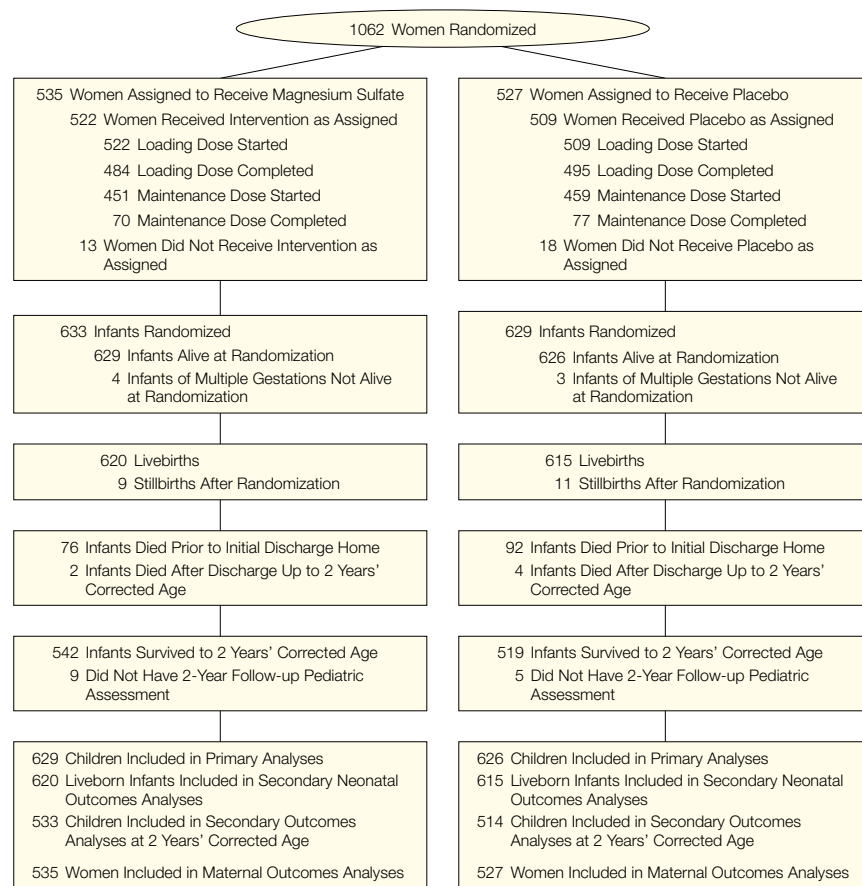 1062 Women Randomized
535 Women Assigned to Receive Magnesium Sulfate
522 Women Received Intervention as Assigned
522 Loading Dose Started
484 Loading Dose Completed
451 Maintenance Dose Started
70 Maintenance Dose Completed
13 Women Did Not Receive Intervention as
Assigned
527 Women Assigned to Receive Placebo
509 Women Received Placebo as Assigned
509 Loading Dose Started
495 Loading Dose Completed
459 Maintenance Dose Started
77 Maintenance Dose Completed
18 Women Did Not Receive Placebo as
Assigned
633 Infants Randomized
629 Infants Alive at Randomization
4 Infants of Multiple Gestations Not Alive
at Randomization
629 Infants Randomized
626 Infants Alive at Randomization
3 Infants of Multiple Gestations Not Alive
at Randomization
620 Livebirths
9 Stillbirths After Randomization
615 Livebirths
11 Stillbirths After Randomization
76 Infants Died Prior to Initial Discharge Home
2 Infants Died After Discharge Up to 2 Years’
Corrected Age
92 Infants Died Prior to Initial Discharge Home
4 Infants Died After Discharge Up to 2 Years’
Corrected Age
542 Infants Survived to 2 Years’ Corrected Age
9 Did Not Have 2-Year Follow-up Pediatric
Assessment
519 Infants Survived to 2 Years’ Corrected Age
5 Did Not Have 2-Year Follow-up Pediatric
Assessment
629 Children Included in Primary Analyses
620 Liveborn Infants Included in Secondary Neonatal
Outcomes Analyses
533 Children Included in Secondary Outcomes
Analyses at 2 Years’ Corrected Age
535 Women Included in Maternal Outcomes Analyses
626 Children Included in Primary Analyses
615 Liveborn Infants Included in Secondary Neonatal
Outcomes Analyses
514 Children Included in Secondary Outcomes
Analyses at 2 Years’ Corrected Age
527 Women Included in Maternal Outcomes Analyses